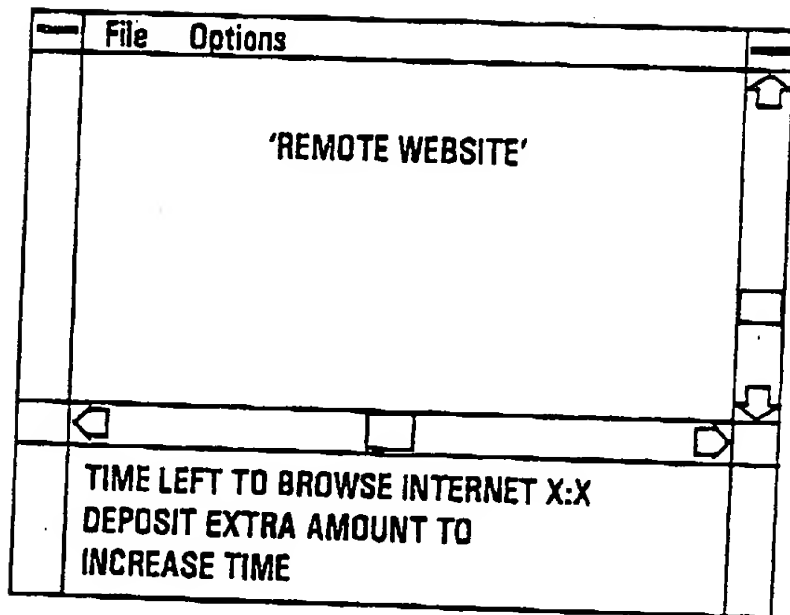 File Options
'REMOTE WEBSITE'
TIME LEFT TO BROWSE INTERNET X:X
DEPOSIT EXTRA AMOUNT TO
INCREASE TIME